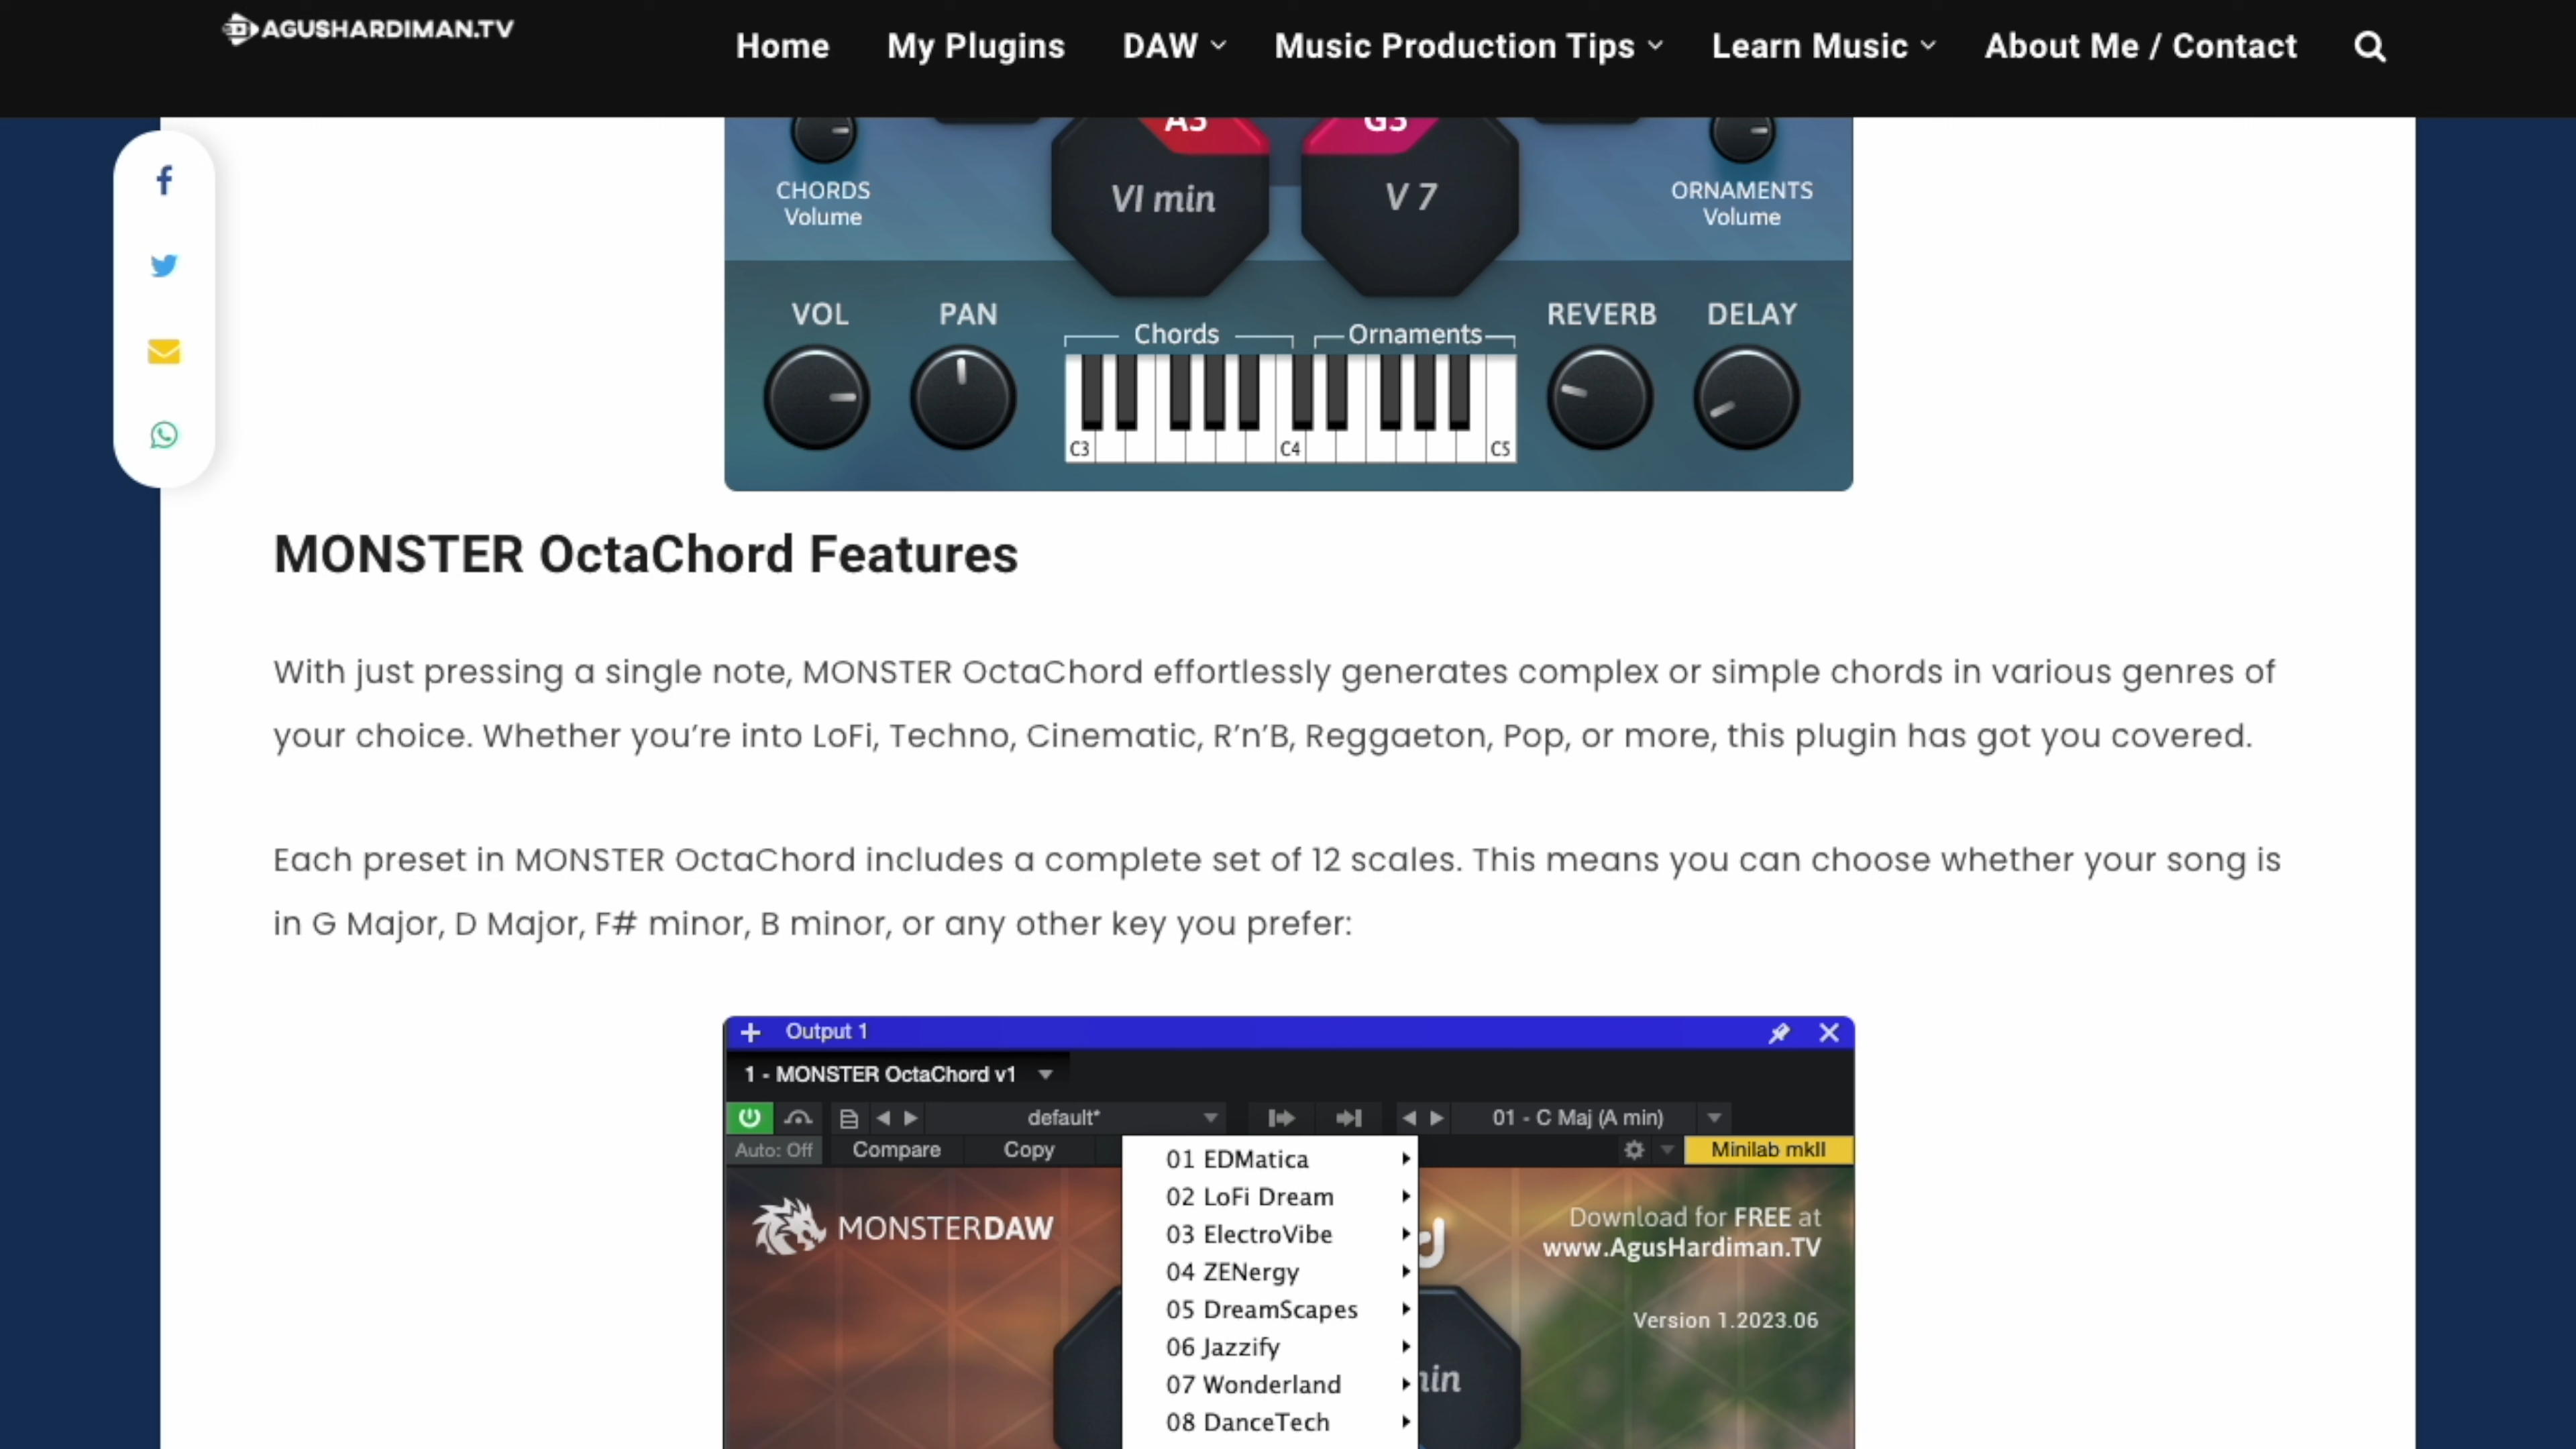 AGUSHARDIMAN.TV
Home My Plugins DAW Music Production Tips Learn Music About Me / Contact
A3 G3
CHORDS
Volume
VI min
V 7
ORNAMENTS
Volume
VOL PAN Chords Ornaments REVERB DELAY
C3 C4 C5
MONSTER OctaChord Features
With just pressing a single note, MONSTER OctaChord effortlessly generates complex or simple chords in various genres of
your choice. Whether you’re into LoFi, Techno, Cinematic, R’n’B, Reggaeton, Pop, or more, this plugin has got you covered.
Each preset in MONSTER OctaChord includes a complete set of 12 scales. This means you can choose whether your song is
in G Major, D Major, F# minor, B minor, or any other key you prefer:
Output 1
1 - MONSTER OctaChord v1
default* 01 - C Maj (A min)
Auto: Off Compare Copy Minilab mkII
MONSTERDAW
01 EDMatica
02 LoFi Dream
03 ElectroVibe
04 ZENergy
05 DreamScapes
06 Jazzify
07 Wonderland
08 DanceTech
Download for FREE at
www.AgusHardiman.TV
Version 1.2023.06